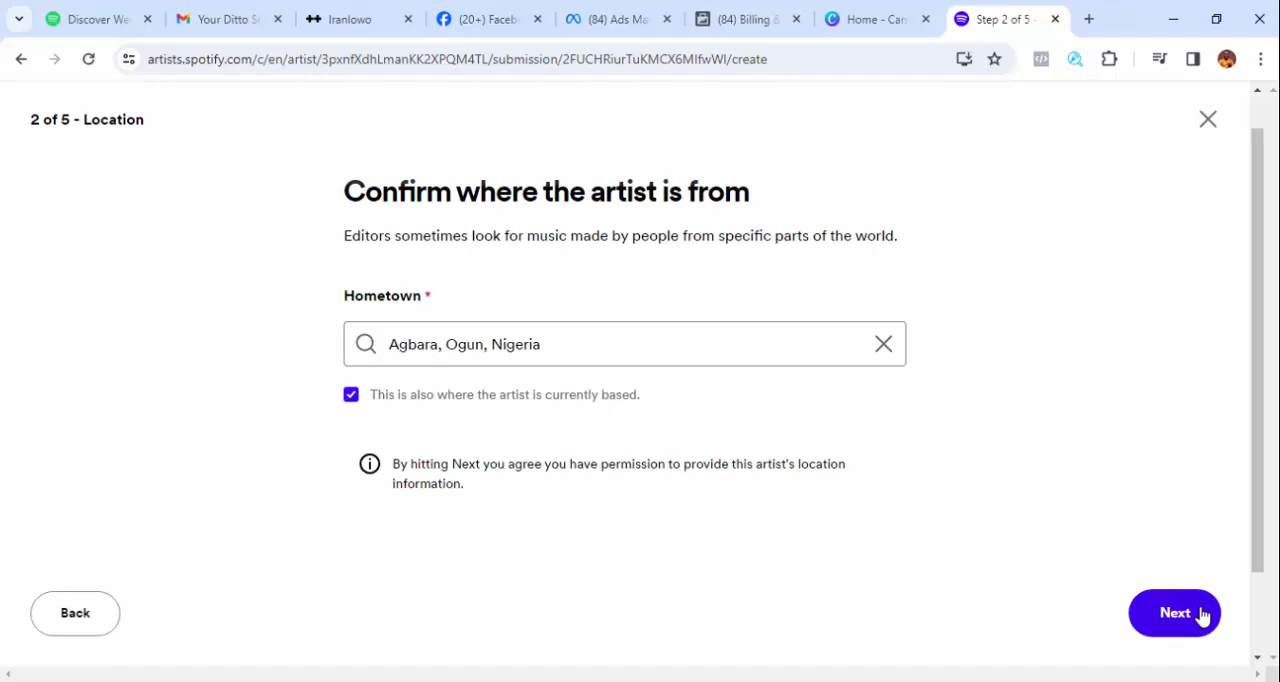 Discover We
Your Ditto S
Iranlowo
(20+) Faceb
(84) Ads Ma
(84) Billing &
Home - Can
Step 2 of 5 -
artists.spotify.com/c/en/artist/3pxnfXdhLmanKK2XPQM4TL/submission/2FUCHRiurTuKMCX6MIfwWI/create
2 of 5 - Location
Confirm where the artist is from
Editors sometimes look for music made by people from specific parts of the world.
Hometown *
Agbara, Ogun, Nigeria
This is also where the artist is currently based.
By hitting Next you agree you have permission to provide this artist's location
information.
Back
Next